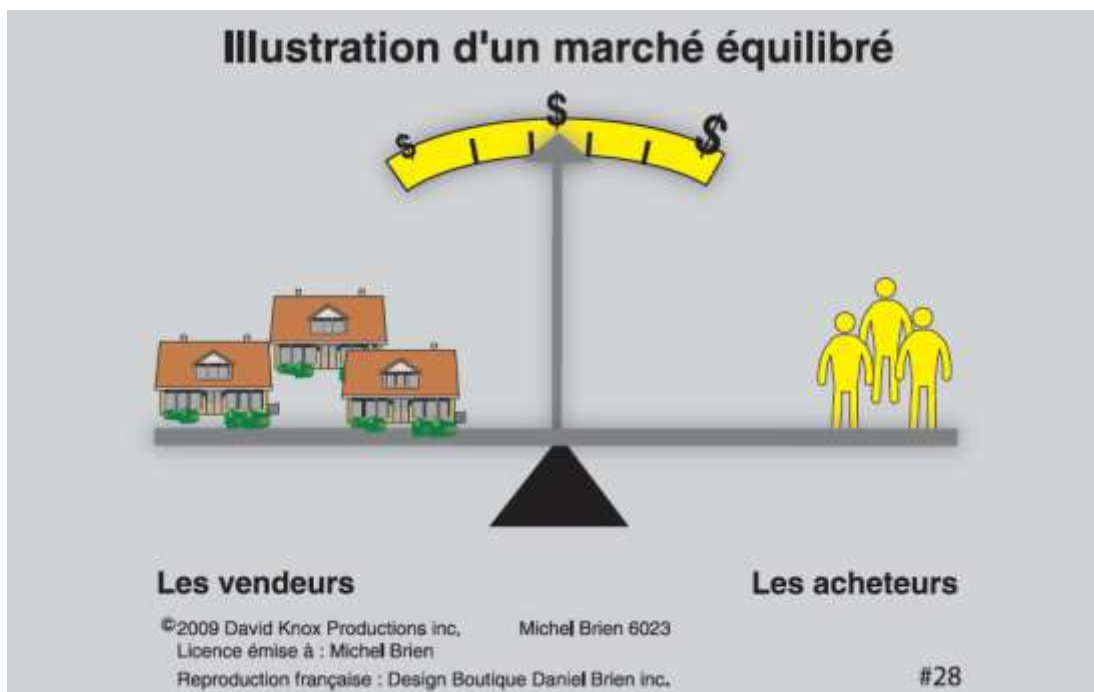 Illustration d'un marché équilibré
$ $ $
Les vendeurs Les acheteurs
©2009 David Knox Productions inc, Michel Brien 6023
Licence émise à : Michel Brien
Reproduction française : Design Boutique Daniel Brien inc. #28